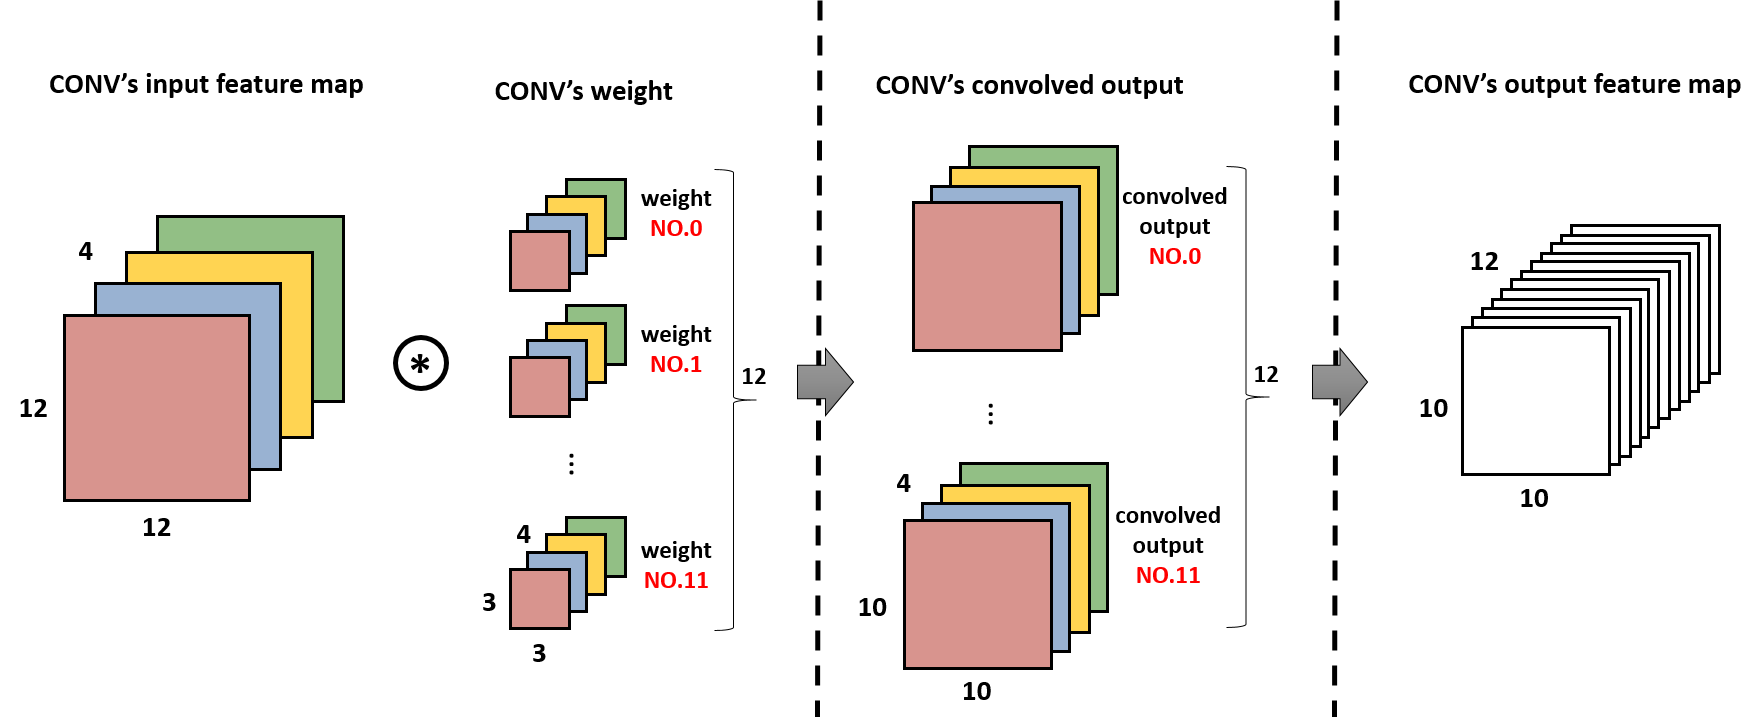 CONV's input feature map
4
12
12
*
CONV's weight
weight
NO.0
weight
NO.1
⋮
4
weight
NO.11
3
3
12
CONV's convolved output
convolved
output
NO.0
⋮
4
convolved
output
NO.11
10
10
12
CONV's output feature map
12
10
10